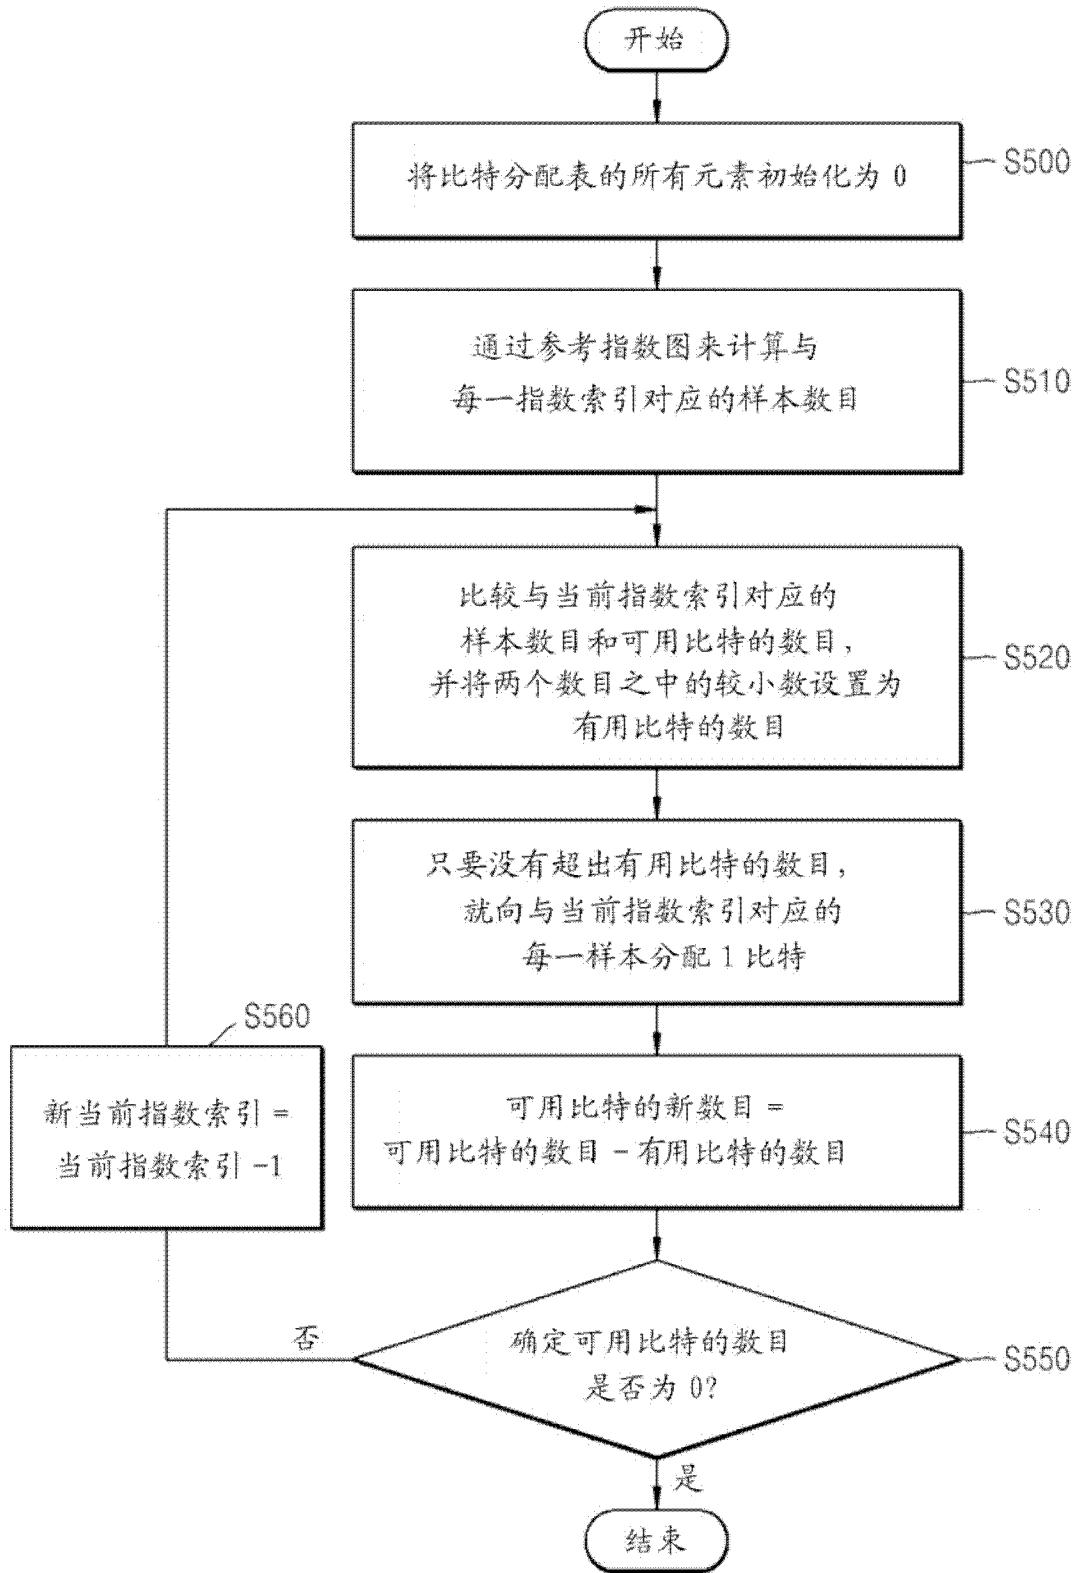 开始
将比特分配表的所有元素初始化为 0
S500
通过参考指数图来计算与
每一指数索引对应的样本数目
S510
比较与当前指数索引对应的
样本数目和可用比特的数目,
并将两个数目之中的较小数设置为
有用比特的数目
S520
只要没有超出有用比特的数目,
就向与当前指数索引对应的
每一样本分配 1 比特
S530
S560
新当前指数索引 =
当前指数索引 -1
可用比特的新数目 =
可用比特的数目 - 有用比特的数目
S540
否
确定可用比特的数目
是否为 0?
S550
是
结束